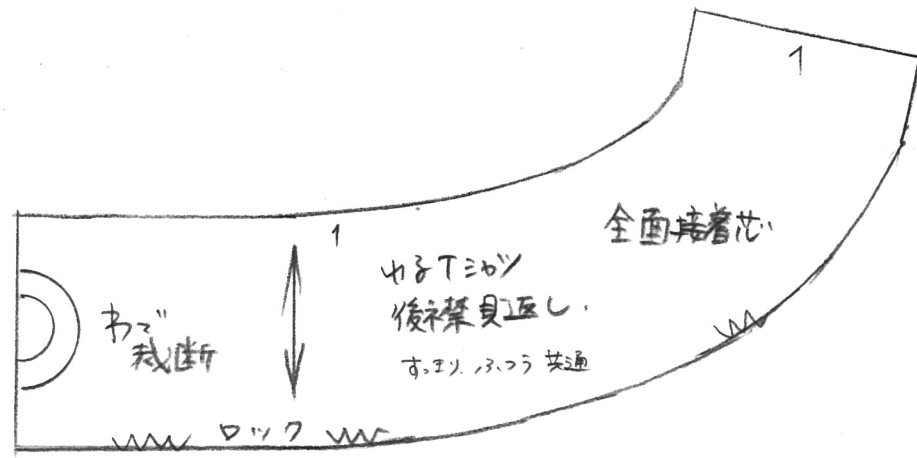 1
1
全面接着芯
ゆるTシャツ
後衿見返し.
すっきり、ふつう 共通
わで
裁断
ロック